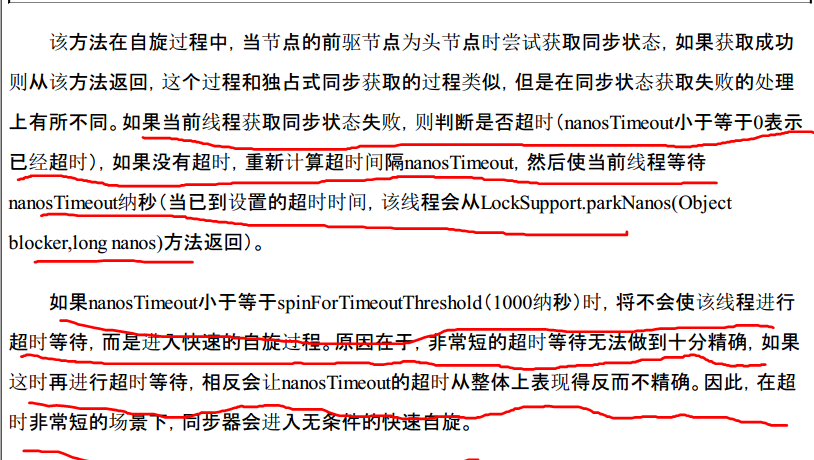 该方法在自旋过程中，当节点的前驱节点为头节点时尝试获取同步状态，如果获取成功
则从该方法返回，这个过程和独占式同步获取的过程类似，但是在同步状态获取失败的处理
上有所不同。如果当前线程获取同步状态失败，则判断是否超时（nanosTimeout小于等于0表示
已经超时），如果没有超时，重新计算超时间隔nanosTimeout，然后使当前线程等待
nanosTimeout纳秒（当已到设置的超时时间，该线程会从LockSupport.parkNanos(Object
blocker,long nanos)方法返回）。
如果nanosTimeout小于等于spinForTimeoutThreshold（1000纳秒）时，将不会使该线程进行
超时等待，而是进入快速的自旋过程。原因在于，非常短的超时等待无法做到十分精确，如果
这时再进行超时等待，相反会让nanosTimeout的超时从整体上表现得反而不精确。因此，在超
时非常短的场景下，同步器会进入无条件的快速自旋。